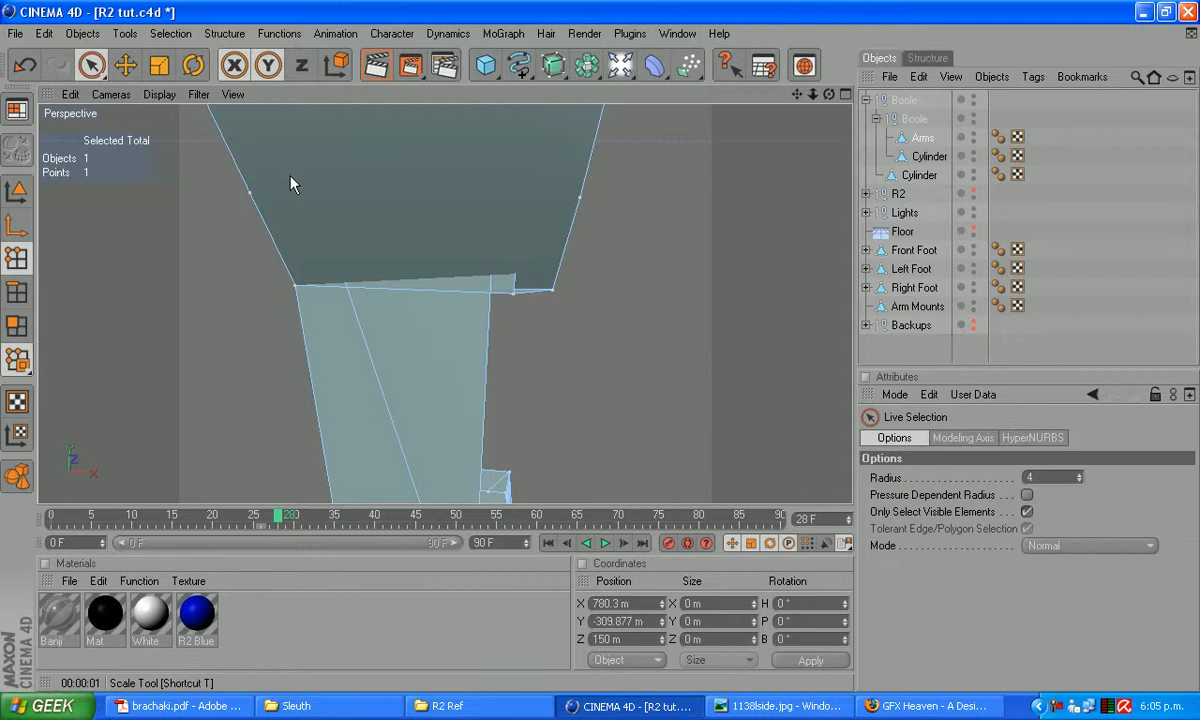 CINEMA 4D - [R2 tut.c4d *]
File Edit Objects Tools Selection Structure Functions Animation Character Dynamics MoGraph Hair Render Plugins Window Help
X Y Z
Edit Cameras Display Filter View
Perspective
Selected Total
Objects 1
Points 1
Y
Z
X
Objects Structure
File Edit View Objects Tags Bookmarks
Boole
Boole
Arms
Cylinder
Cylinder
R2
Lights
Floor
Front Foot
Left Foot
Right Foot
Arm Mounts
Backups
Attributes
Mode Edit User Data
Live Selection
Options Modeling Axis HyperNURBS
Options
Radius 4
Pressure Dependent Radius
Only Select Visible Elements
Tolerant Edge/Polygon Selection
Mode Normal
0 5 10 15 20 25 280 35 40 45 50 55 60 65 70 75 80 85 90 28 F
0 F 0 F 90 F 90 F
Materials
File Edit Function Texture
Banji Mat White R2 Blue
Coordinates
Position Size Rotation
X 780.3 m X 0 m H 0 °
Y -309.877 m Y 0 m P 0 °
Z 150 m Z 0 m B 0 °
Object Size Apply
MAXON CINEMA 4D
00:00:01 Scale Tool [Shortcut T]
GEEK brachaki.pdf - Adobe ... Sleuth R2 Ref CINEMA 4D - [R2 tut.... 1138lside.jpg - Windo... GFX Heaven - A Desi... 6:05 p.m.